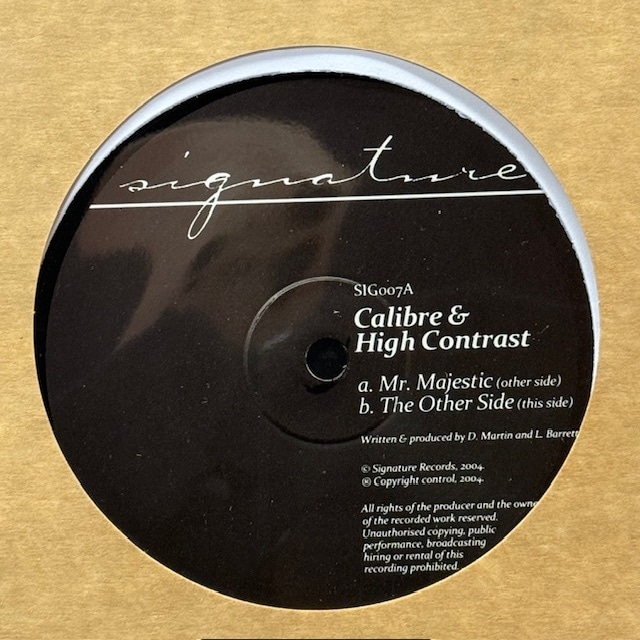 signature
SIG007A
Calibre &
High Contrast
a. Mr. Majestic (other side)
b. The Other Side (this side)
Written & produced by D. Martin and L. Barrett
© Signature Records, 2004
℗ Copyright control, 2004
All rights of the producer and the owne
of the recorded work reserved.
Unauthorised copying, public
performance, broadcasting
hiring or rental of this
recording prohibited.